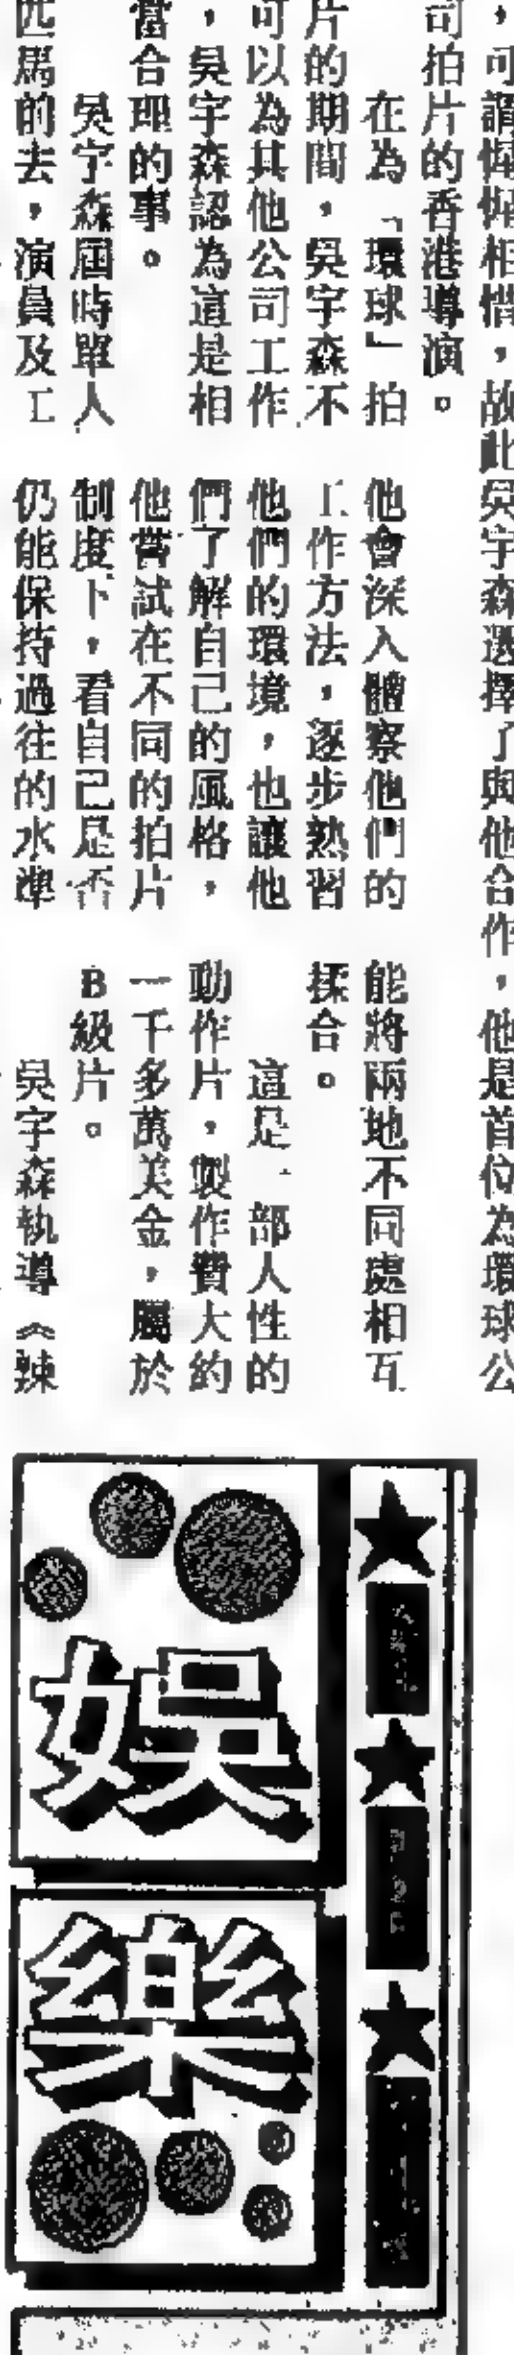 ，可謂惺惺相惜，故此吳宇森選擇了與他合作，他是首位為環球公
司拍片的香港導演。
在為「環球」拍
片的期間，吳宇森不
可以為其他公司工作
，吳宇森認為這是相
當合理的事。
吳宇森屆時單人
匹馬的去，演員及工
他會深入體察他們的
工作方法，逐步熟習
他們的環境，也讓他
們了解自己的風格，
他嘗試在不同的拍片
制度下，看自己是否
仍能保持過往的水準
能將兩地不同處相互
揉合。
這是一部人性的
動作片，製作費大約
一千多萬美金，屬於
B級片。
吳宇森執導《辣
娛樂